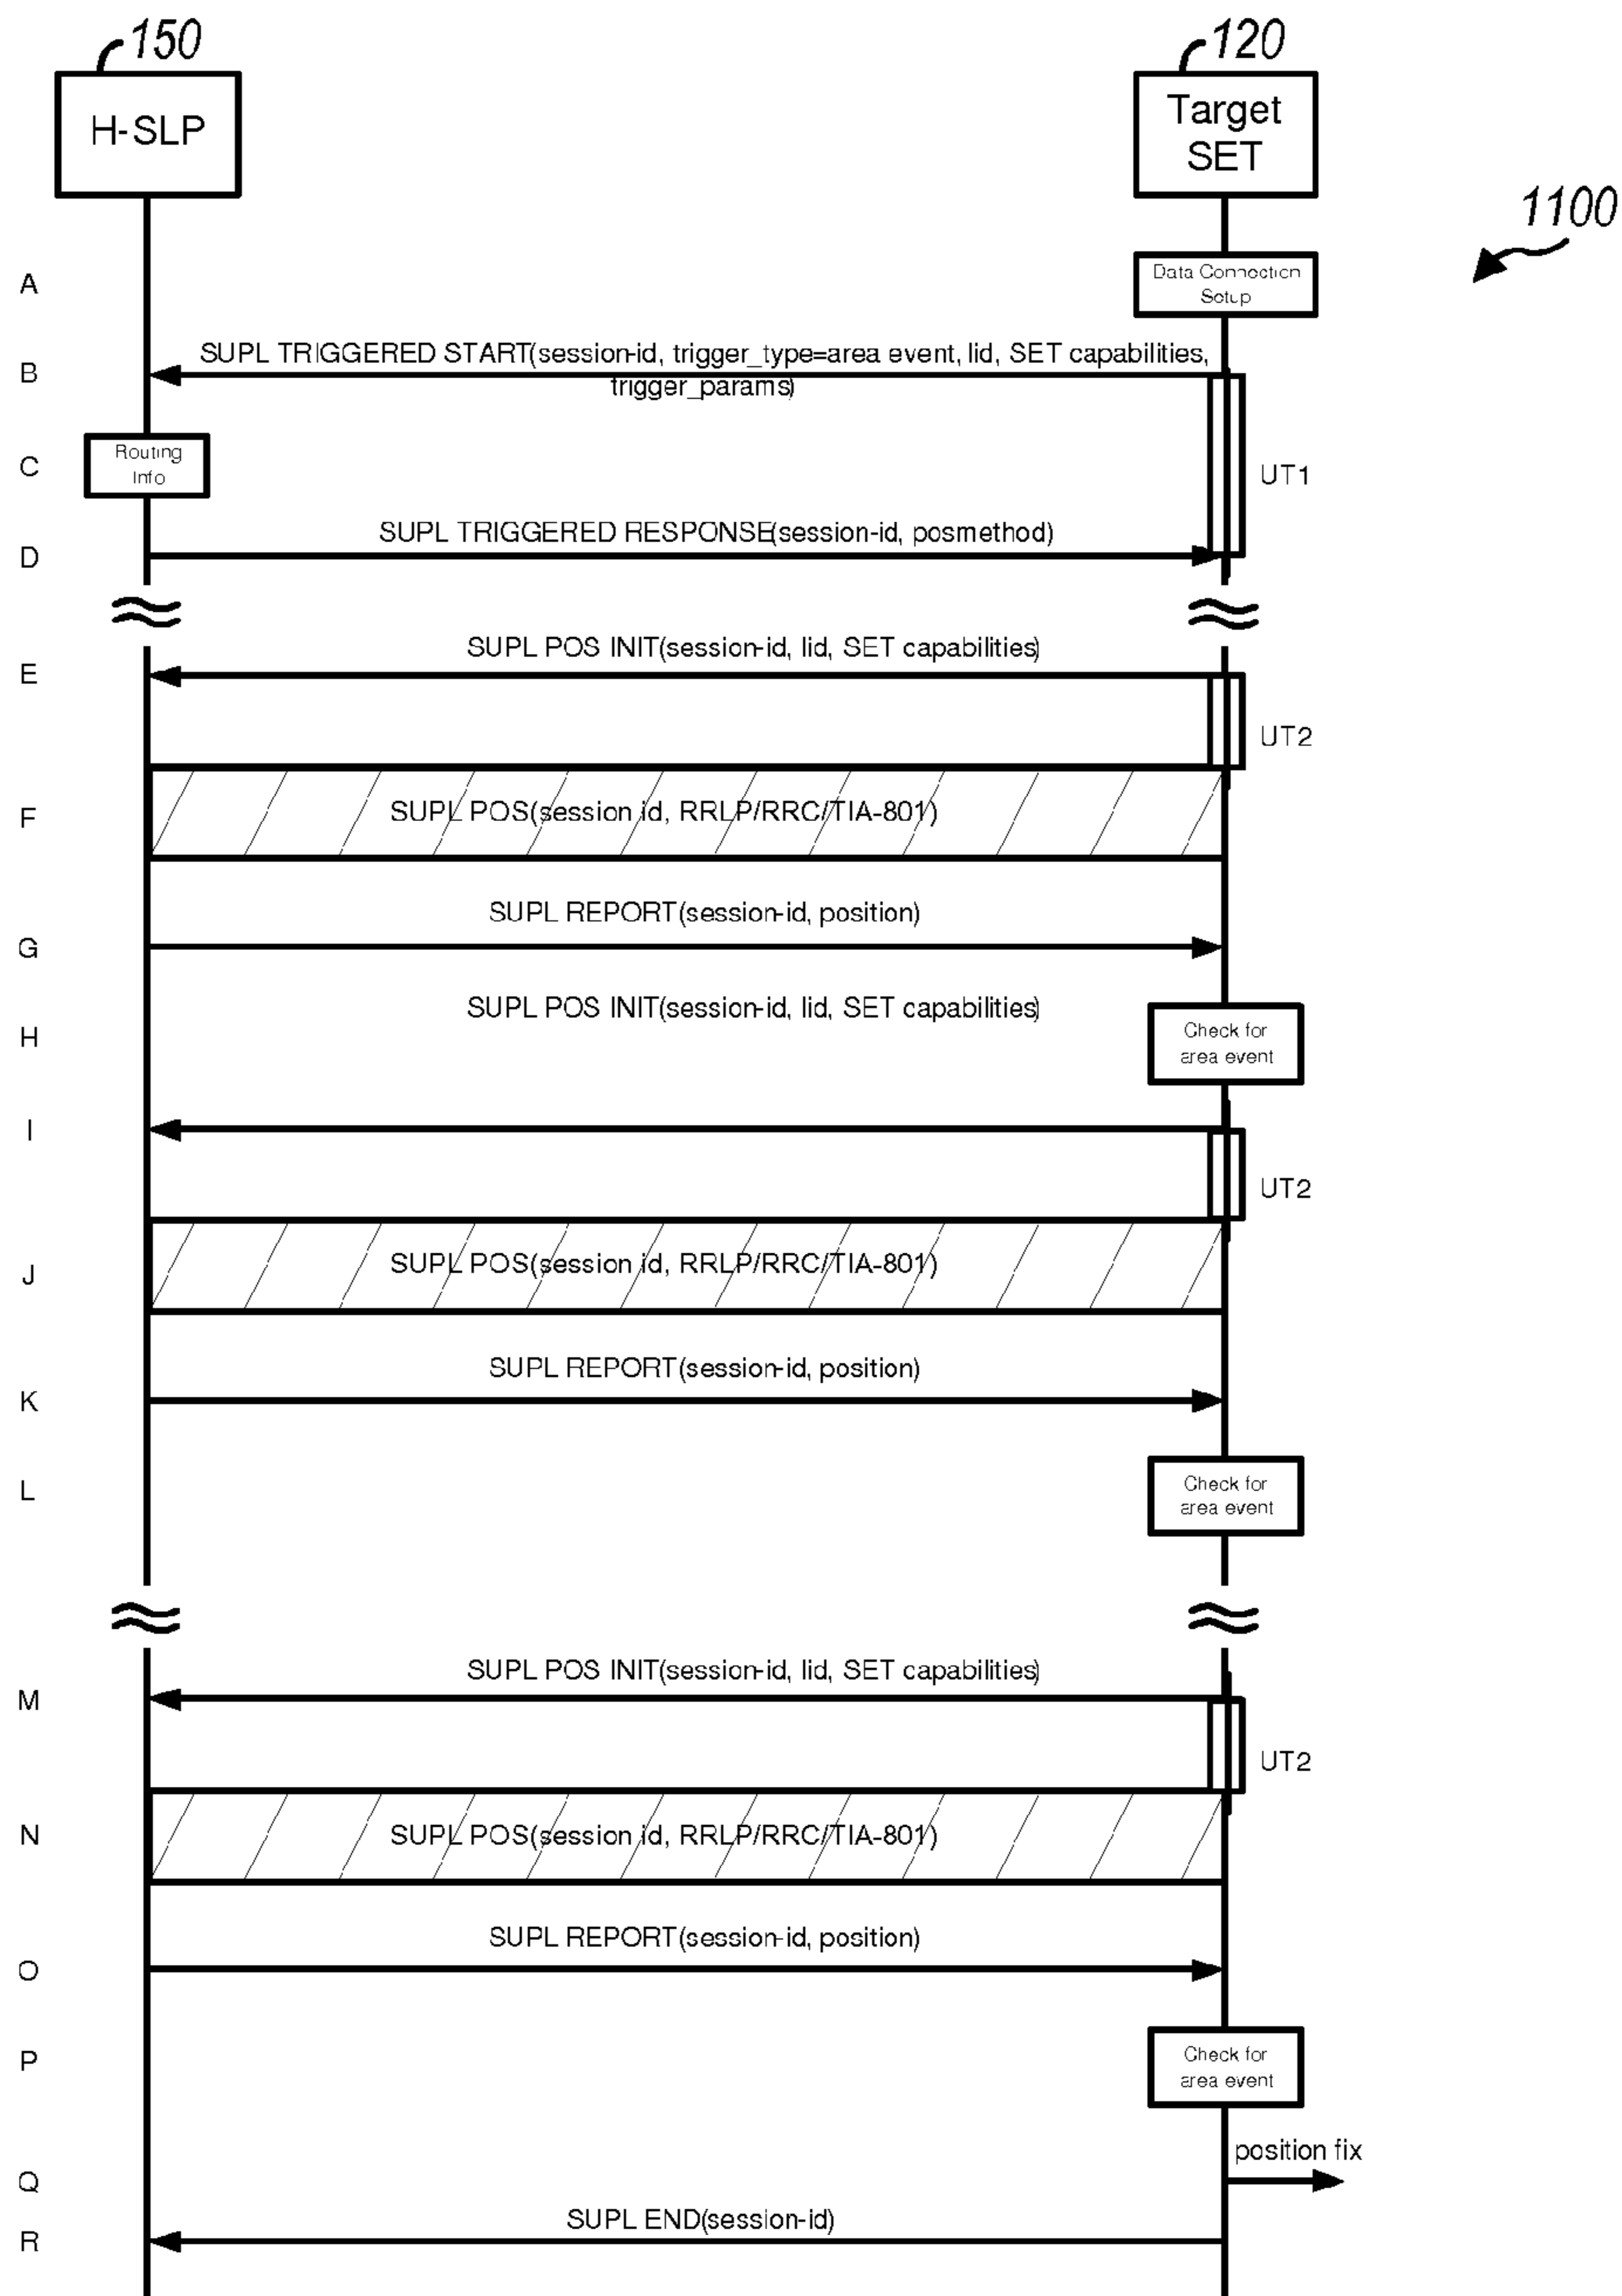 150
120
H-SLP
Target
SET
1100
A
Data Connection
Setup
SUPL TRIGGERED START(session-id, trigger_type=area event, lid, SET capabilities,
B
trigger_params)
Routing
Info
C
UT1
SUPL TRIGGERED RESPONSE(session-id, posmethod)
D
SUPL POS INIT(session-id, lid, SET capabilities)
E
UT2
F
SUPL POS(session id, RRLP/RRC/TIA-801)
SUPL REPORT(session-id, position)
G
SUPL POS INIT(session-id, lid, SET capabilities)
H
Check for
area event
I
UT2
J
SUPL POS(session id, RRLP/RRC/TIA-801)
SUPL REPORT(session-id, position)
K
L
Check for
area event
SUPL POS INIT(session-id, lid, SET capabilities)
M
UT2
N
SUPL POS(session id, RRLP/RRC/TIA-801)
SUPL REPORT(session-id, position)
O
P
Check for
area event
position fix
Q
SUPL END(session-id)
R